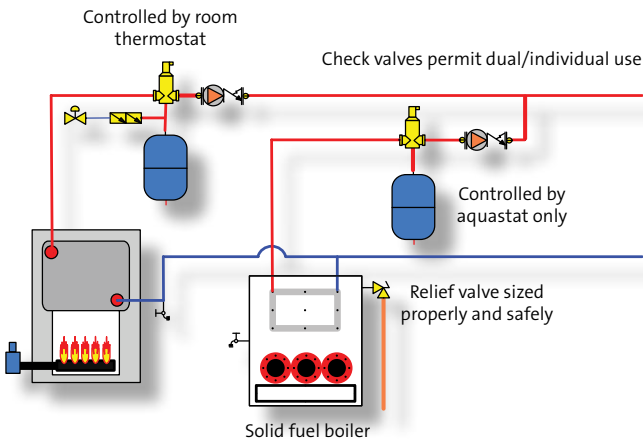 Controlled by room
thermostat
Check valves permit dual/individual use
Controlled by
aquastat only
Relief valve sized
properly and safely
Solid fuel boiler